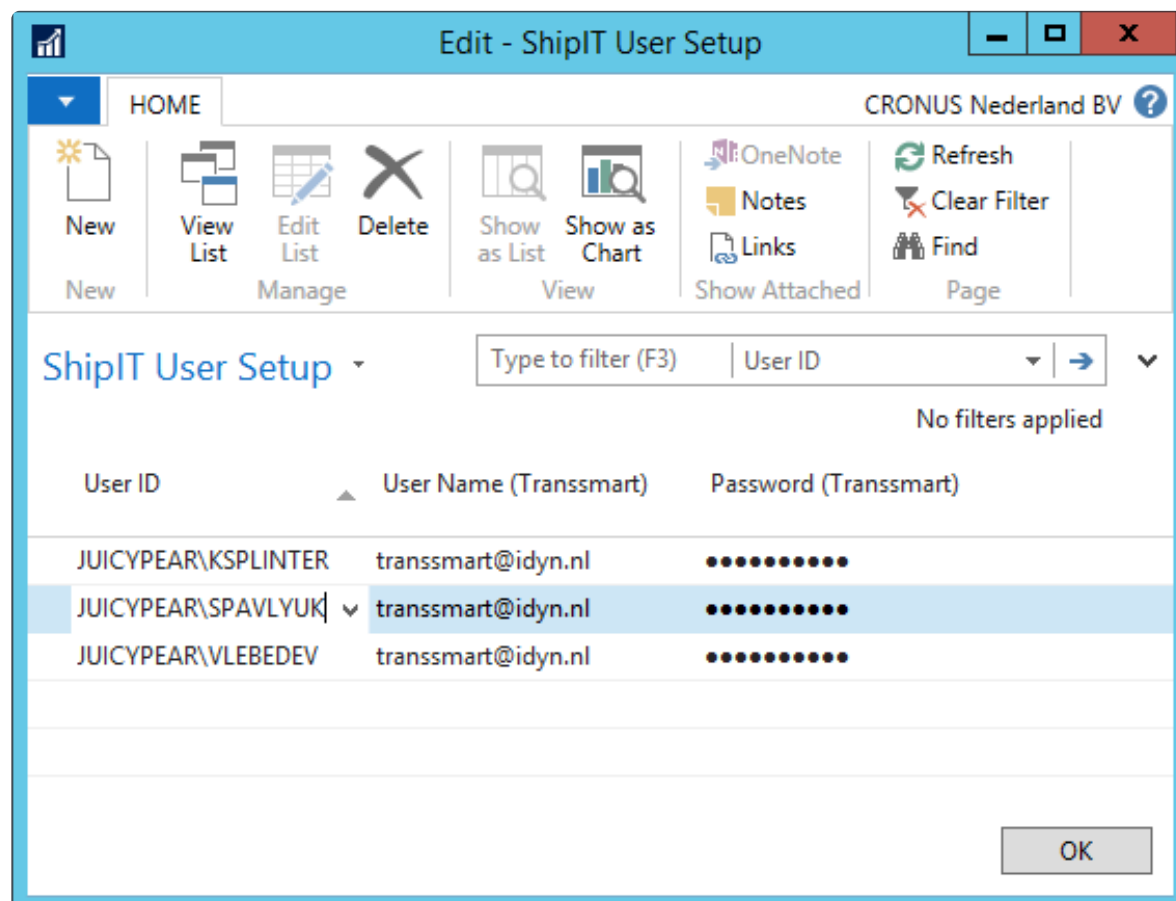 Edit - ShipIT User Setup
HOME
CRONUS Nederland BV
New
View List
Edit List
Delete
Show as List
Show as Chart
OneNote
Notes
Links
Refresh
Clear Filter
Find
New
Manage
View
Show Attached
Page
ShipIT User Setup
Type to filter (F3)
User ID
No filters applied
User ID User Name (Transsmart) Password (Transsmart)
JUICYPEAR\KSPLINTER transsmart@idyn.nl ●●●●●●●●●●
JUICYPEAR\SPAVLYUK transsmart@idyn.nl ●●●●●●●●●●
JUICYPEAR\VLEBEDEV transsmart@idyn.nl ●●●●●●●●●●
OK